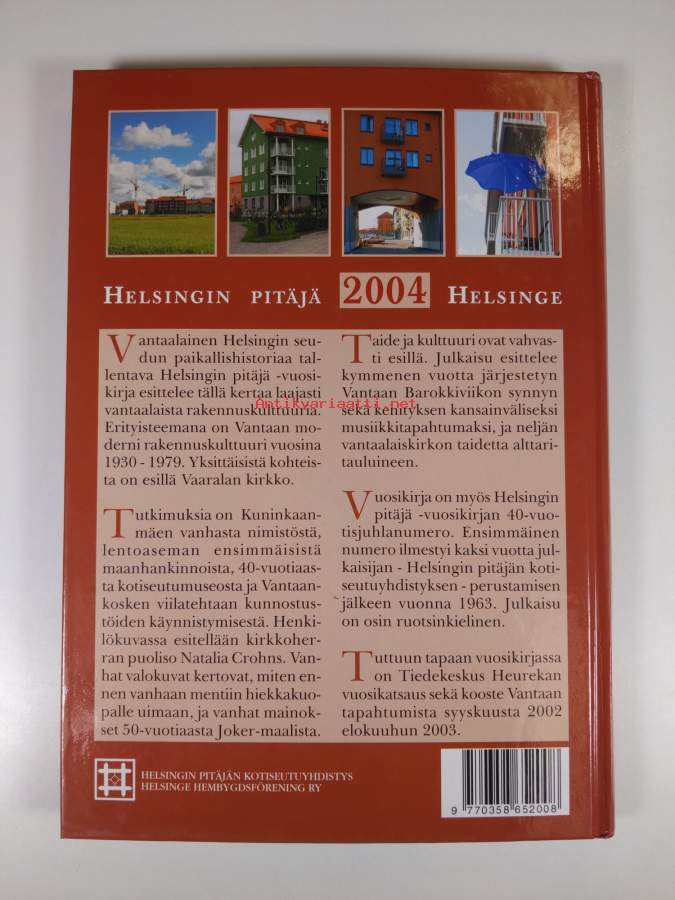 HELSINGIN PITÄJÄ 2004 HELSINGE
Vantaalainen Helsingin seu-
dun paikallishistoriaa tal-
lentava Helsingin pitäjä -vuosi-
kirja esittelee tällä kertaa laajasti
vantaalaista rakennuskulttuuria.
Erityisteemana on Vantaan mo-
derni rakennuskulttuuri vuosina
1930 - 1979. Yksittäisistä kohteis-
ta on esillä Vaaralan kirkko.
Tutkimuksia on Kuninkaan-
mäen vanhasta nimistöstä,
lentoaseman ensimmäisistä
maanhankinnoista, 40-vuotiaas-
ta kotiseutumuseosta ja Vantaan-
kosken viilatehtaan kunnostus-
töiden käynnistymisestä. Henki-
lökuvassa esitellään kirkkoher-
ran puoliso Natalia Crohns. Van-
hat valokuvat kertovat, miten en-
nen vanhaan mentiin hiekkakuo-
palle uimaan, ja vanhat mainok-
set 50-vuotiaasta Joker-maalista.
Taide ja kulttuuri ovat vahvas-
ti esillä. Julkaisu esittelee
kymmenen vuotta järjestetyn
Vantaan Barokkiviikon synnyn
sekä kehityksen kansainväliseksi
musiikkitapahtumaksi, ja neljän
vantaalaiskirkon taidetta alttari-
tauluineen.
Vuosikirja on myös Helsingin
pitäjä -vuosikirjan 40-vuo-
tisjuhlanumero. Ensimmäinen
numero ilmestyi kaksi vuotta jul-
kaisijan - Helsingin pitäjän koti-
seutuyhdistyksen - perustamisen
jälkeen vuonna 1963. Julkaisu
on osin ruotsinkielinen.
Tuttuun tapaan vuosikirjassa
on Tiedekeskus Heurekan
vuosikatsaus sekä kooste Vantaan
tapahtumista syyskuusta 2002
elokuuhun 2003.
Antikvariaatti.net
HELSINGIN PITÄJÄN KOTISEUTUYHDISTYS
HELSINGE HEMBYGDSFÖRENING RY
9 770358 652008